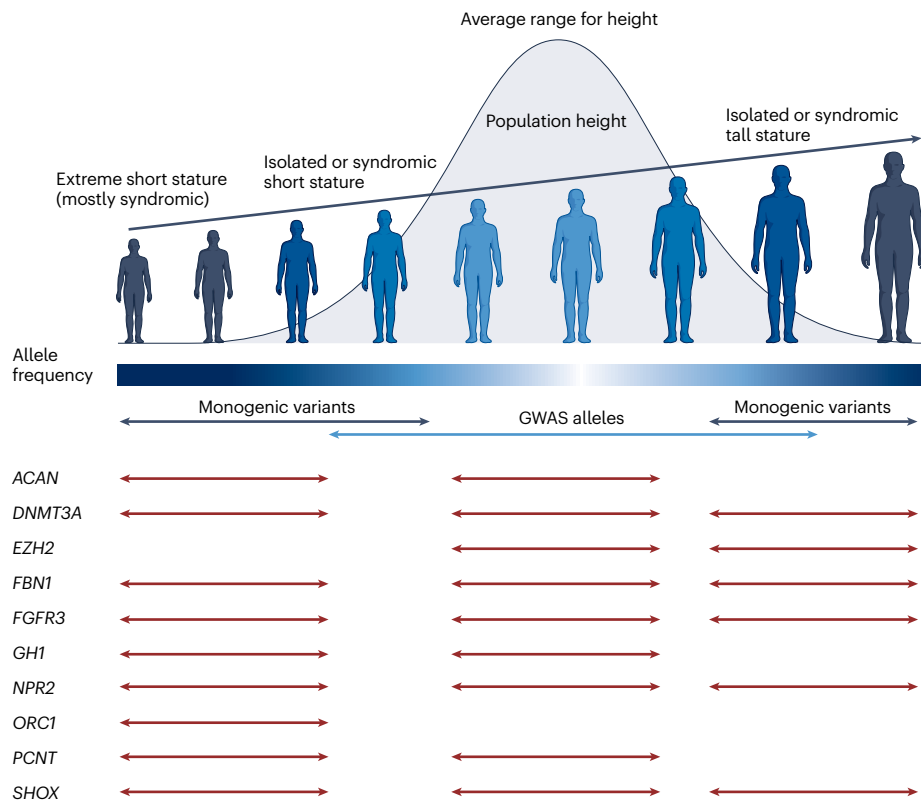 Average range for height
Population height
Isolated or syndromic
tall stature
Isolated or syndromic
short stature
Extreme short stature
(mostly syndromic)
Allele
frequency
Monogenic variants
GWAS alleles
Monogenic variants
ACAN
DNMT3A
EZH2
FBN1
FGFR3
GH1
NPR2
ORC1
PCNT
SHOX